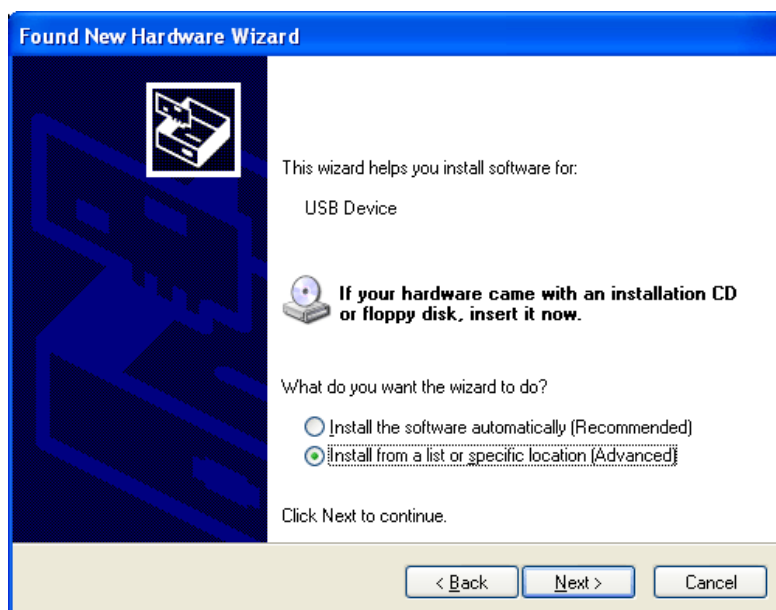 Found New Hardware Wizard
This wizard helps you install software for:
USB Device
If your hardware came with an installation CD
or floppy disk, insert it now.
What do you want the wizard to do?
Install the software automatically (Recommended)
Install from a list or specific location (Advanced)
Click Next to continue.
< Back Next > Cancel